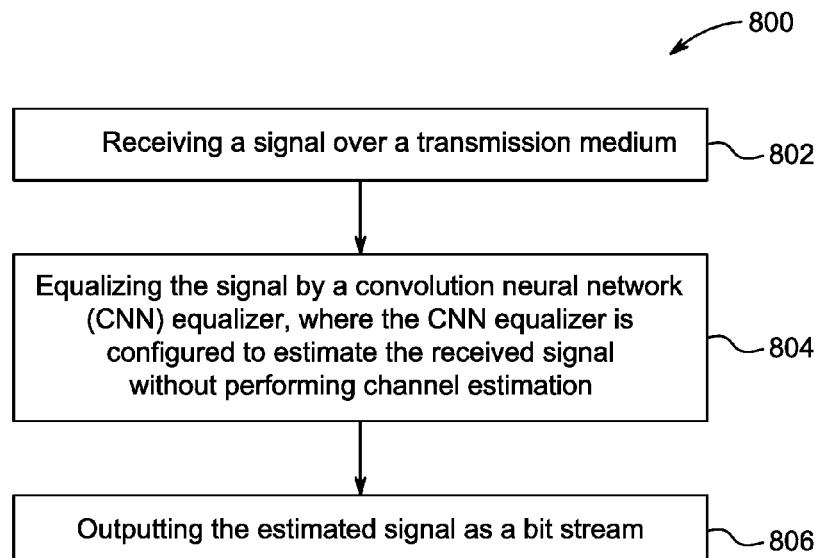 800
Receiving a signal over a transmission medium
802
Equalizing the signal by a convolution neural network
(CNN) equalizer, where the CNN equalizer is
configured to estimate the received signal
without performing channel estimation
804
Outputting the estimated signal as a bit stream
806